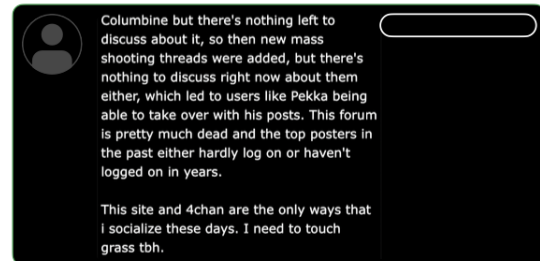 Columbine but there's nothing left to
discuss about it, so then new mass
shooting threads were added, but there's
nothing to discuss right now about them
either, which led to users like Pekka being
able to take over with his posts. This forum
is pretty much dead and the top posters in
the past either hardly log on or haven't
logged on in years.
This site and 4chan are the only ways that
i socialize these days. I need to touch
grass tbh.